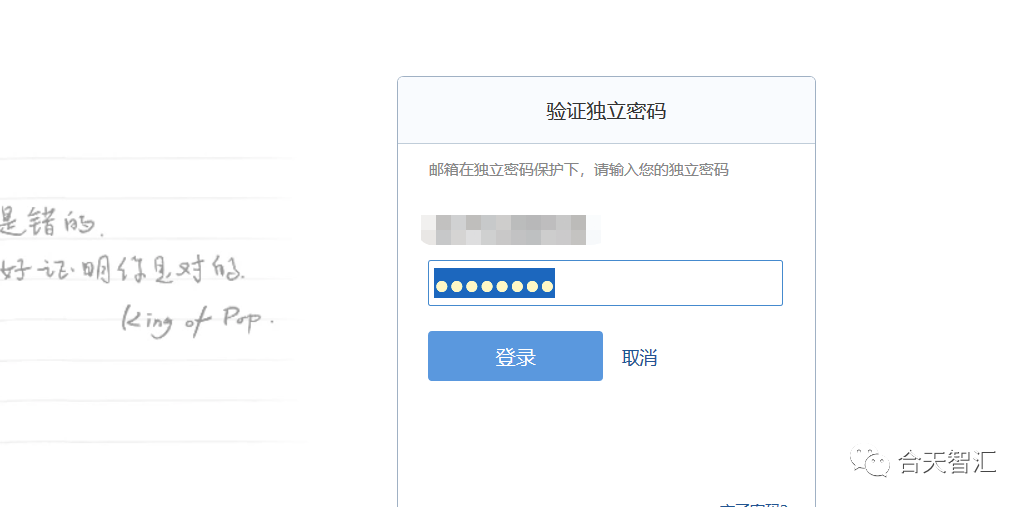 验证独立密码
邮箱在独立密码保护下，请输入您的独立密码
是错的.
好证明你是对的.
King of Pop.
登录
取消
合天智汇